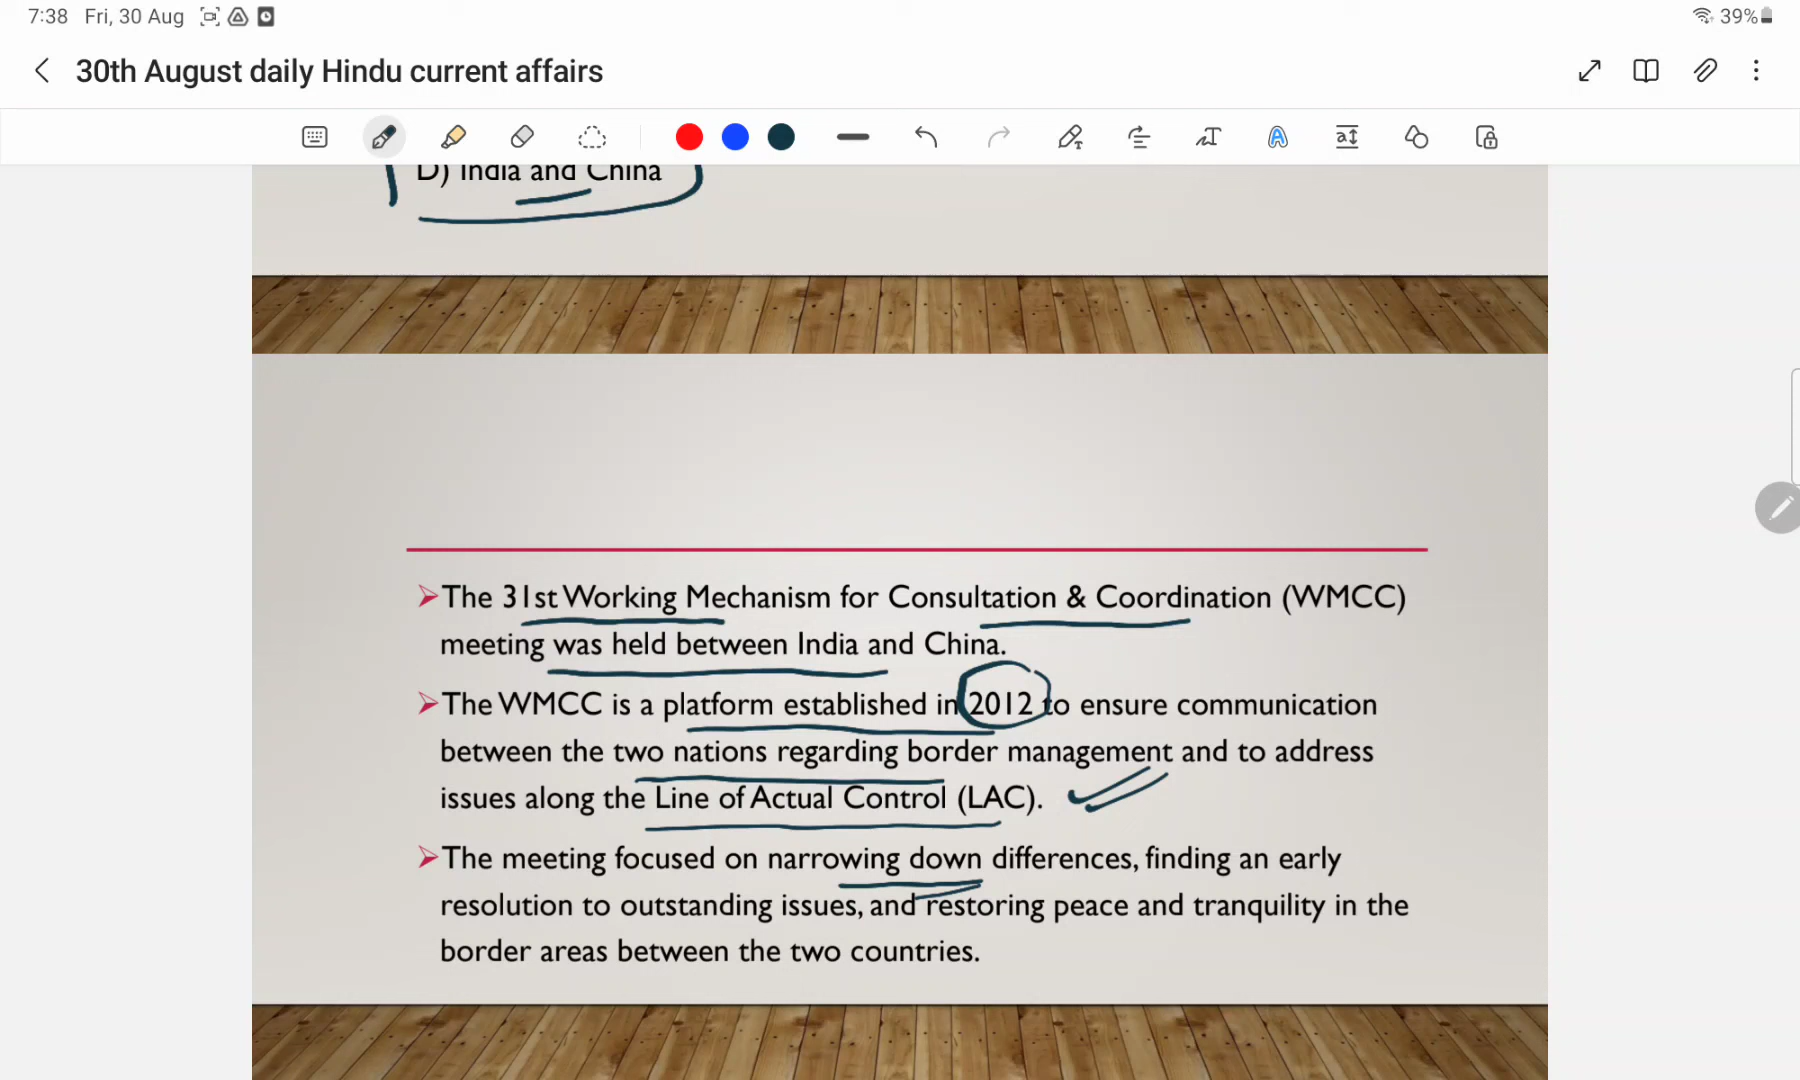 7:38 Fri, 30 Aug
39%
30th August daily Hindu current affairs
D) India and China
➢The 31st Working Mechanism for Consultation & Coordination (WMCC)
meeting was held between India and China.
➢The WMCC is a platform established in 2012 to ensure communication
between the two nations regarding border management and to address
issues along the Line of Actual Control (LAC).
➢The meeting focused on narrowing down differences, finding an early
resolution to outstanding issues, and restoring peace and tranquility in the
border areas between the two countries.